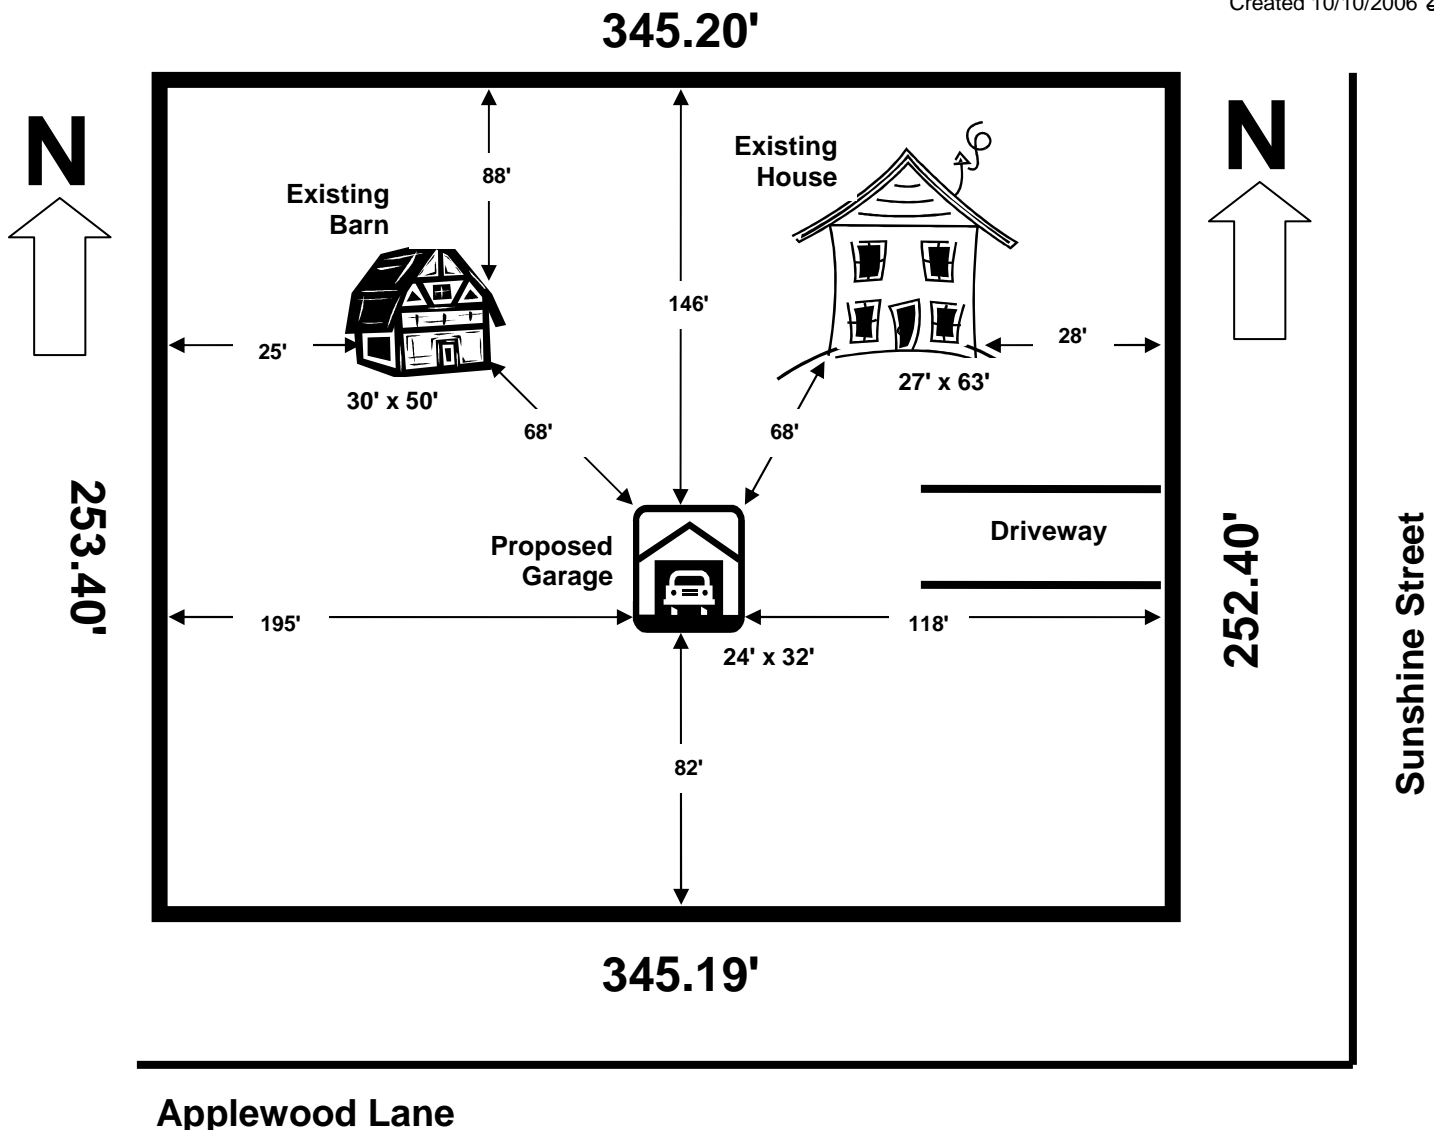 Created 10/10/2006
345.20'
N
N
Existing
House
88'
Existing
Barn
146'
25'
28'
30' x 50'
27' x 63'
68'
68'
253.40'
Driveway
Proposed
Garage
252.40'
Sunshine Street
195'
118'
24' x 32'
82'
345.19'
Applewood Lane